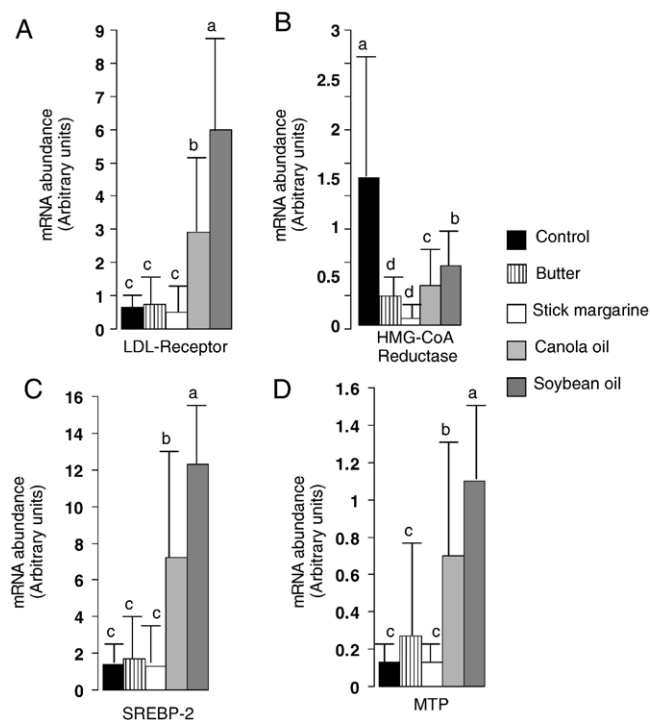 A
a
9
8
7
6
5
4
3
2
1
0
mRNA abundance
(Arbitrary units)
b
c
c
c
LDL-Receptor
B
a
3
2
2
1.5
1
0.5
0
mRNA abundance
(Arbitrary units)
d
d
c
b
HMG-CoA
Reductase
Control
Butter
Stick margarine
Canola oil
Soybean oil
C
a
16
14
12
10
8
6
4
2
0
mRNA abundance
(Arbitrary units)
b
c
c
c
SREBP-2
D
a
1.6
1.4
1.2
1
0.8
0.6
0.4
0.2
0
mRNA abundance
(Arbitrary units)
b
c
c
c
MTP